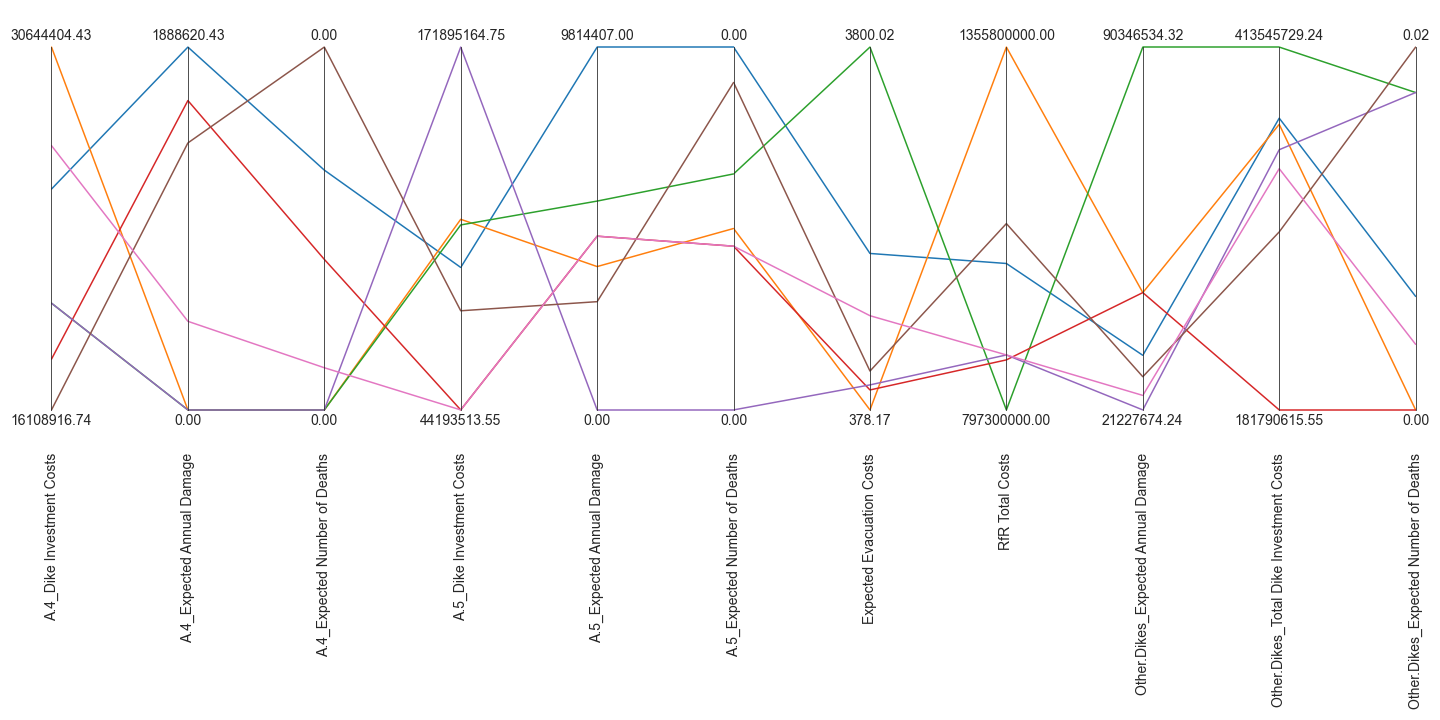 30644404.43
1888620.43
0.00
171895164.75
9814407.00
0.00
3800.02
1355800000.00
90346534.32
413545729.24
0.02
16108916.74
0.00
0.00
44193513.55
0.00
0.00
378.17
797300000.00
21227674.24
181790615.55
0.00
A.4_Dike Investment Costs
A.4_Expected Annual Damage
A.4_Expected Number of Deaths
A.5_Dike Investment Costs
A.5_Expected Annual Damage
A.5_Expected Number of Deaths
Expected Evacuation Costs
RfR Total Costs
Other.Dikes_Expected Annual Damage
Other.Dikes_Total Dike Investment Costs
Other.Dikes_Expected Number of Deaths